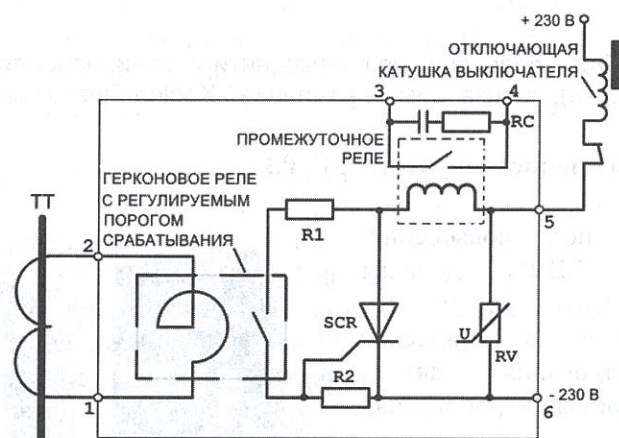 + 230 В
ОТКЛЮЧАЮЩАЯ
КАТУШКА ВЫКЛЮЧАТЕЛЯ
3
4
RC
ПРОМЕЖУТОЧНОЕ
РЕЛЕ
ТТ
ГЕРКОНОВОЕ РЕЛЕ
С РЕГУЛИРУЕМЫМ
ПОРОГОМ
СРАБАТЫВАНИЯ
2
R1
5
SCR
U
RV
R2
1
- 230 В
6